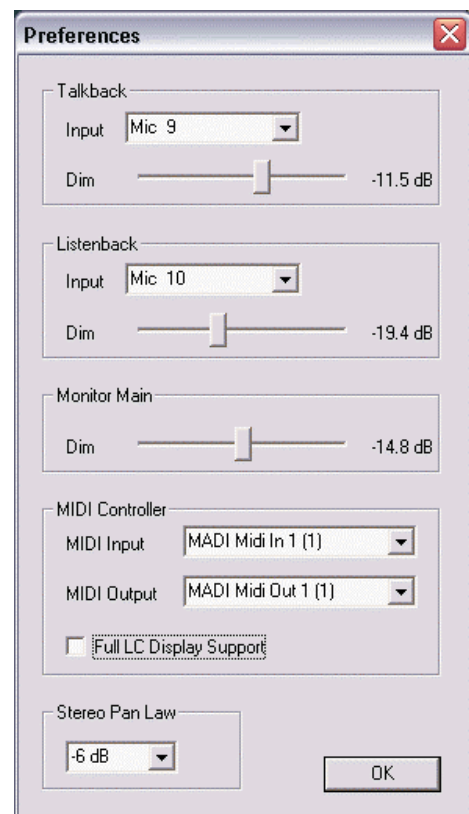 Preferences
Talkback
Input Mic 9
Dim -11.5 dB
Listenback
Input Mic 10
Dim -19.4 dB
Monitor Main
Dim -14.8 dB
MIDI Controller
MIDI Input MADI Midi In 1 (1)
MIDI Output MADI Midi Out 1 (1)
Full LC Display Support
Stereo Pan Law
-6 dB
OK